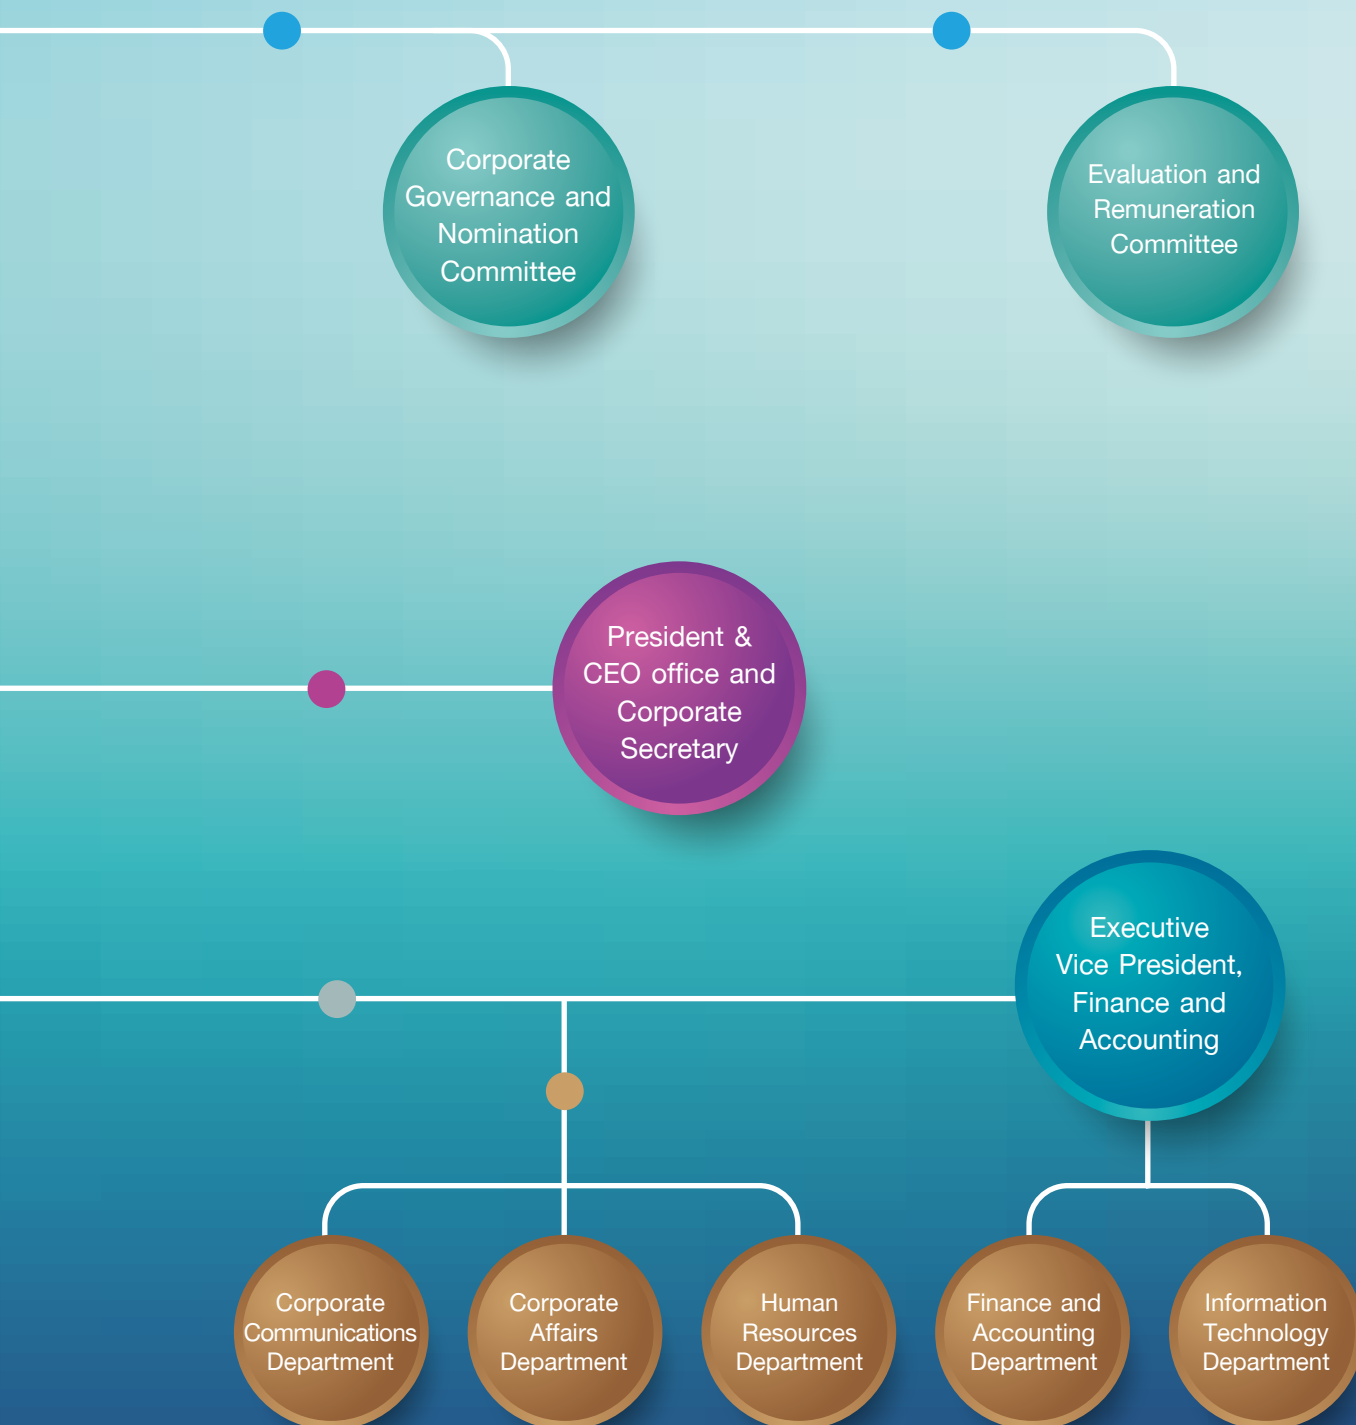 Corporate
Governance and
Nomination
Committee
Evaluation and
Remuneration
Committee
President &
CEO office and
Corporate
Secretary
Executive
Vice President,
Finance and
Accounting
Corporate
Communications
Department
Corporate
Affairs
Department
Human
Resources
Department
Finance and
Accounting
Department
Information
Technology
Department